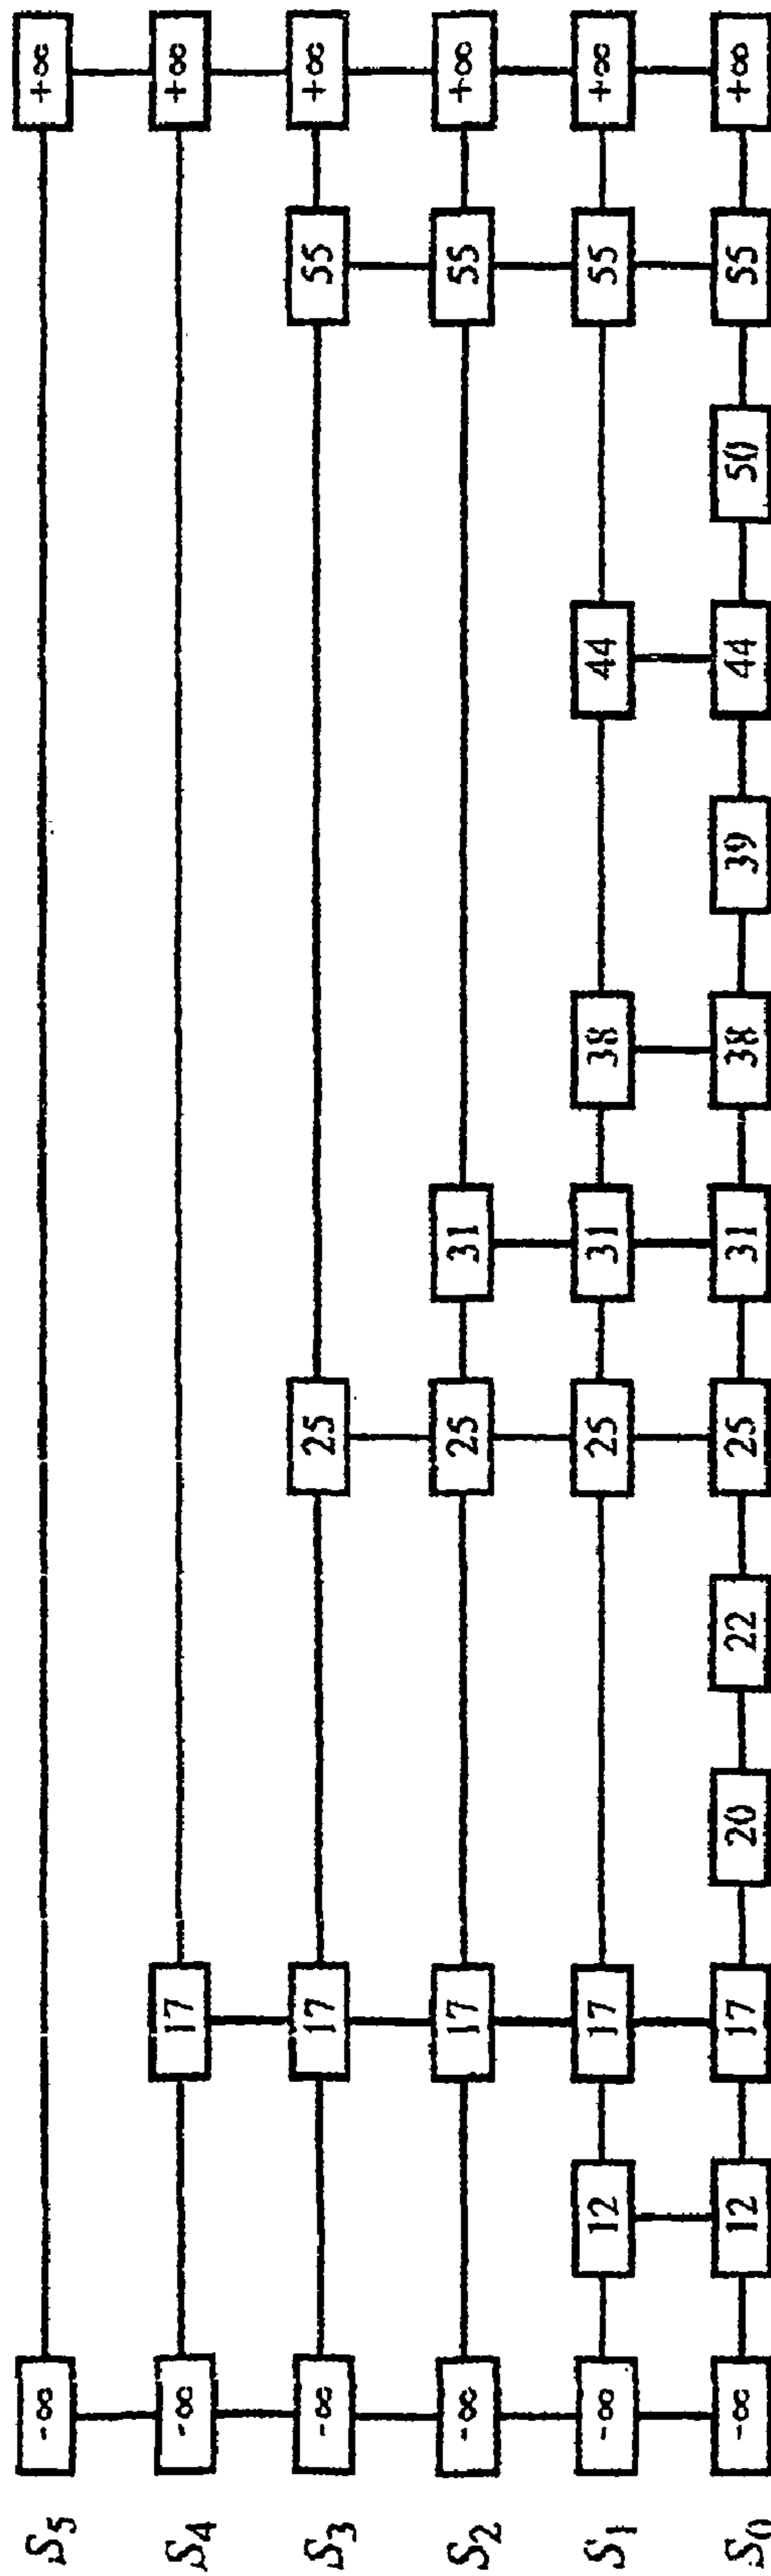 S5 -∞ +∞
S4 -∞ 17 +∞
S3 -∞ 17 25 55 +∞
S2 -∞ 17 25 31 55 +∞
S1 -∞ 12 17 25 31 38 44 55 +∞
S0 -∞ 12 17 20 22 25 31 38 39 44 50 55 +∞